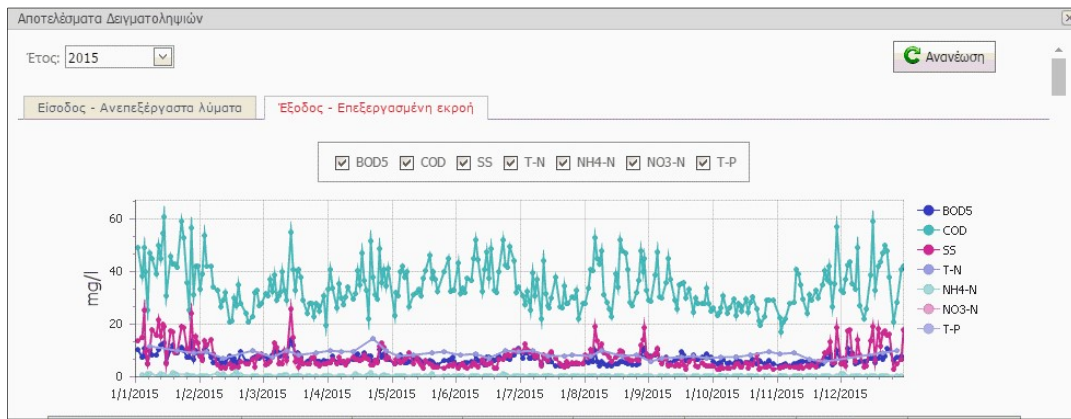 Αποτελέσματα Δειγματοληψιών
Έτος: 2015
Ανανέωση
Είσοδος - Ανεπεξέργαστα λύματα Έξοδος - Επεξεργασμένη εκροή
BOD5 COD SS T-N NH4-N NO3-N T-P
mg/l
60
40
20
0
1/1/2015 1/2/2015 1/3/2015 1/4/2015 1/5/2015 1/6/2015 1/7/2015 1/8/2015 1/9/2015 1/10/2015 1/11/2015 1/12/2015
BOD5
COD
SS
T-N
NH4-N
NO3-N
T-P